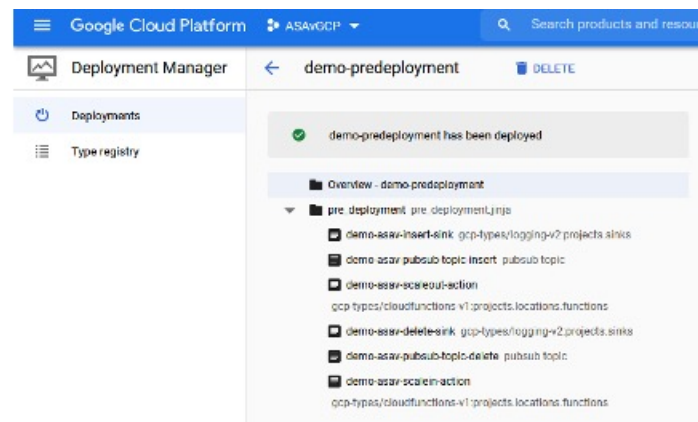 Google Cloud Platform ASAvGCP Search products and resou
Deployment Manager demo-predeployment DELETE
Deployments
Type registry
demo-predeployment has been deployed
Overview - demo-predeployment
pre_deployment pre_deployment.jinja
demo-asav-insert-sink gcp-types/logging-v2:projects.sinks
demo-asav-pubsub-topic-insert pubsub topic
demo-asav-scaleout-action
gcp-types/cloudfunctions-v1:projects.locations.functions
demo-asav-delete-sink gcp-types/logging-v2:projects.sinks
demo-asav-pubsub-topic-delete pubsub topic
demo-asav-scalein-action
gcp-types/cloudfunctions-v1:projects.locations.functions